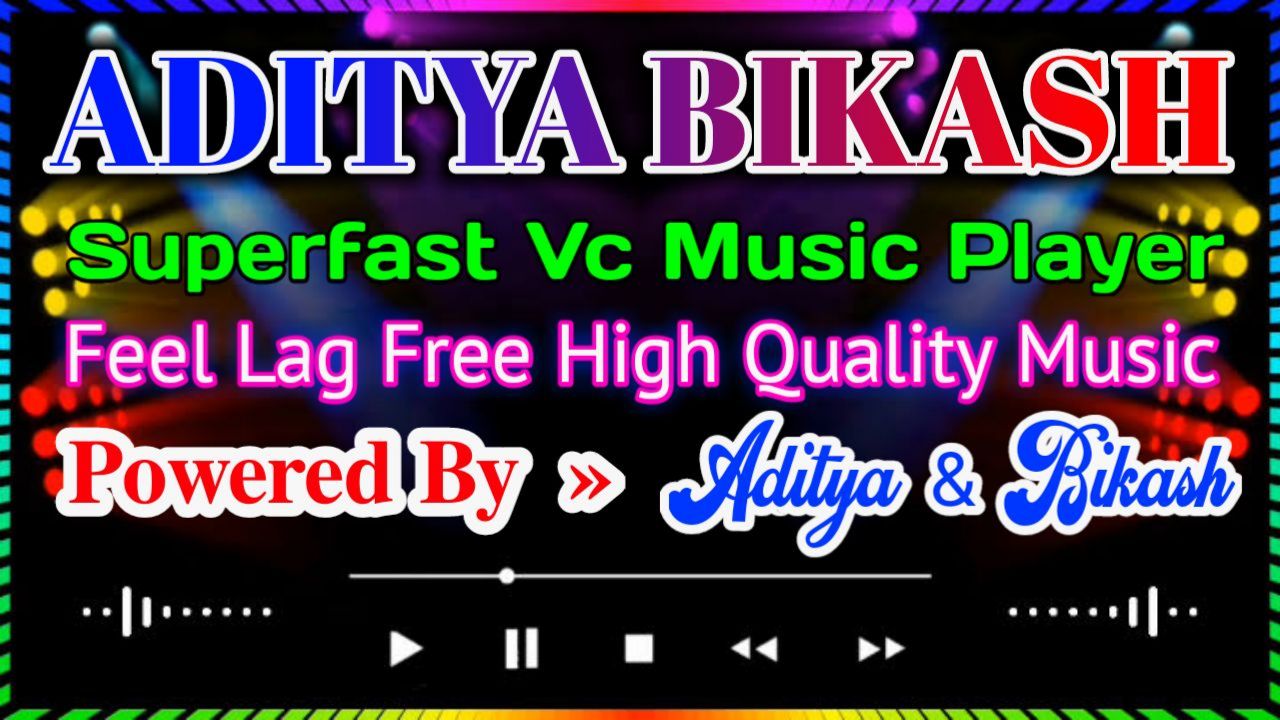 ADITYA BIKASH
Superfast Vc Music Player
Feel Lag Free High Quality Music
Powered By » Aditya & Bikash